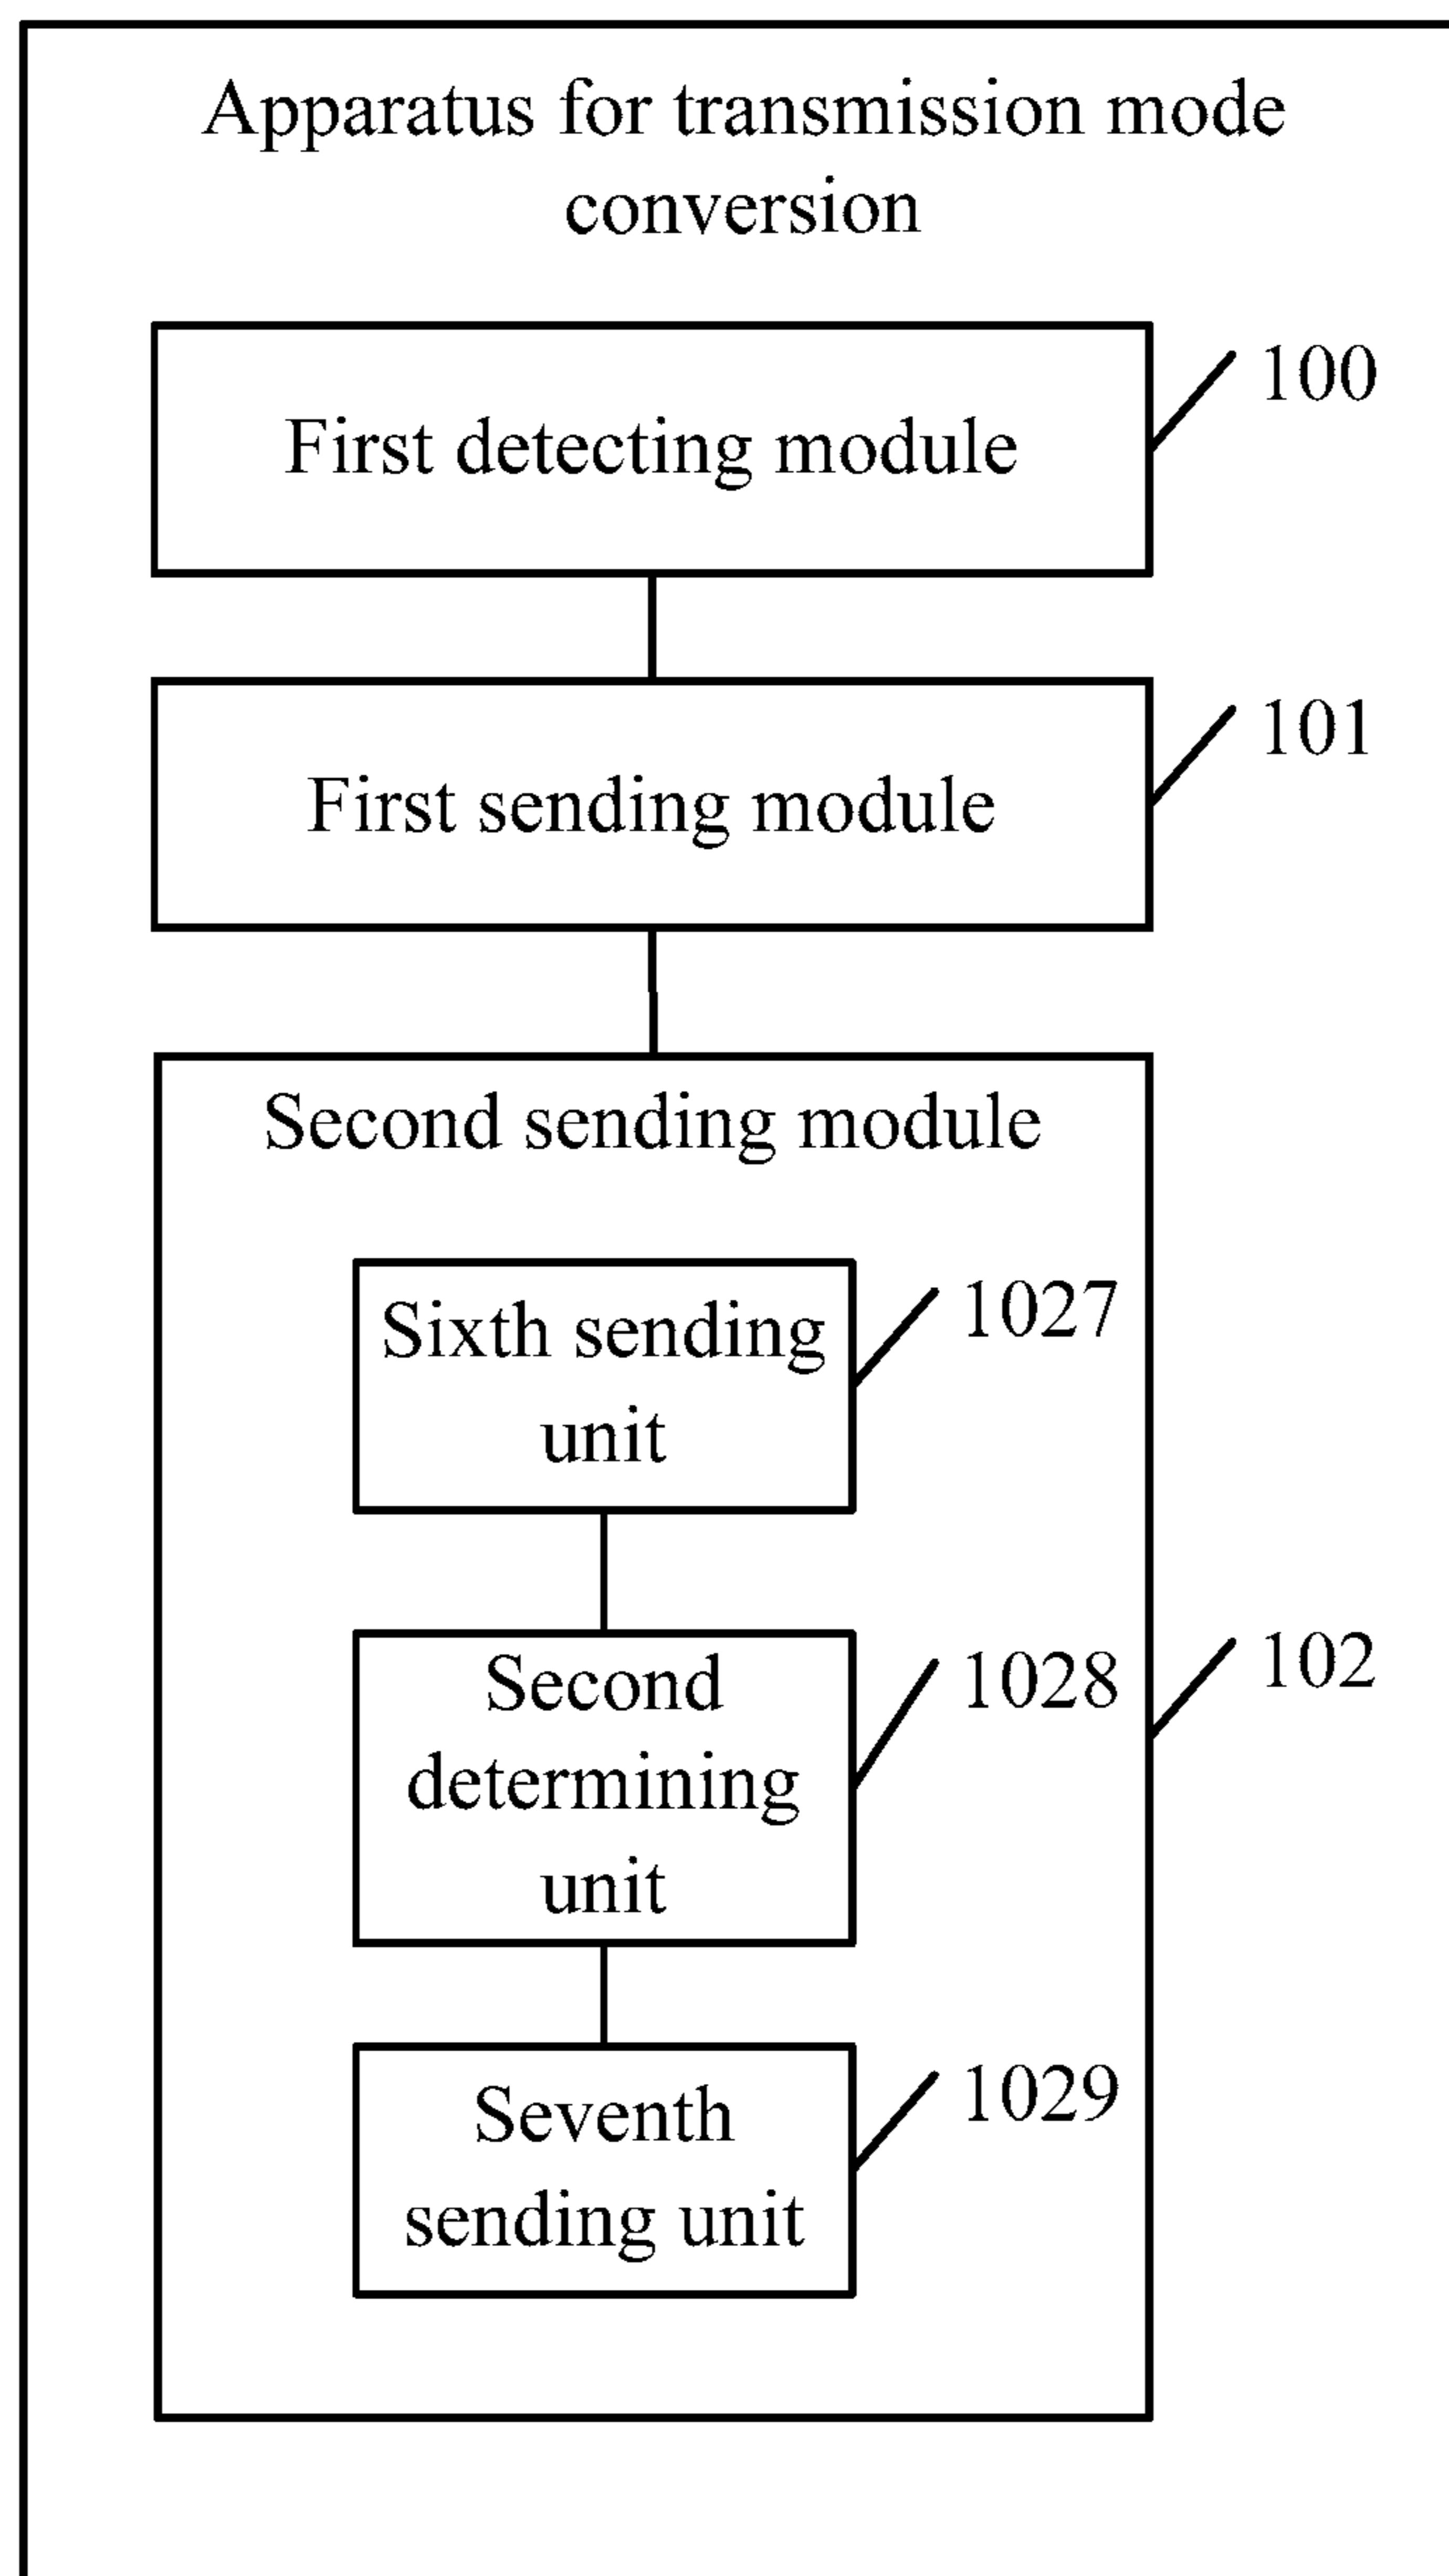 Apparatus for transmission mode
conversion
First detecting module
100
First sending module
101
Second sending module
Sixth sending
unit
1027
Second
determining
unit
1028
102
Seventh
sending unit
1029